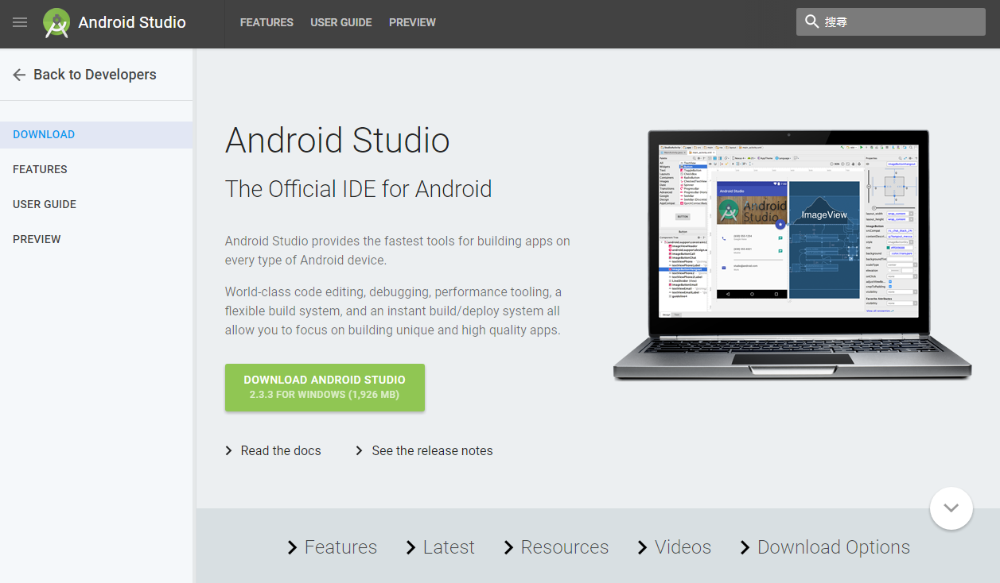 Android Studio
FEATURES
USER GUIDE
PREVIEW
搜尋
Back to Developers
DOWNLOAD
FEATURES
USER GUIDE
PREVIEW
Android Studio
The Official IDE for Android
Android Studio provides the fastest tools for building apps on
every type of Android device.
World-class code editing, debugging, performance tooling, a
flexible build system, and an instant build/deploy system all
allow you to focus on building unique and high quality apps.
DOWNLOAD ANDROID STUDIO
2.3.3 FOR WINDOWS (1,926 MB)
Read the docs
See the release notes
Android Studio
Android
Studio
ImageView
BUTTON
Features
Latest
Resources
Videos
Download Options